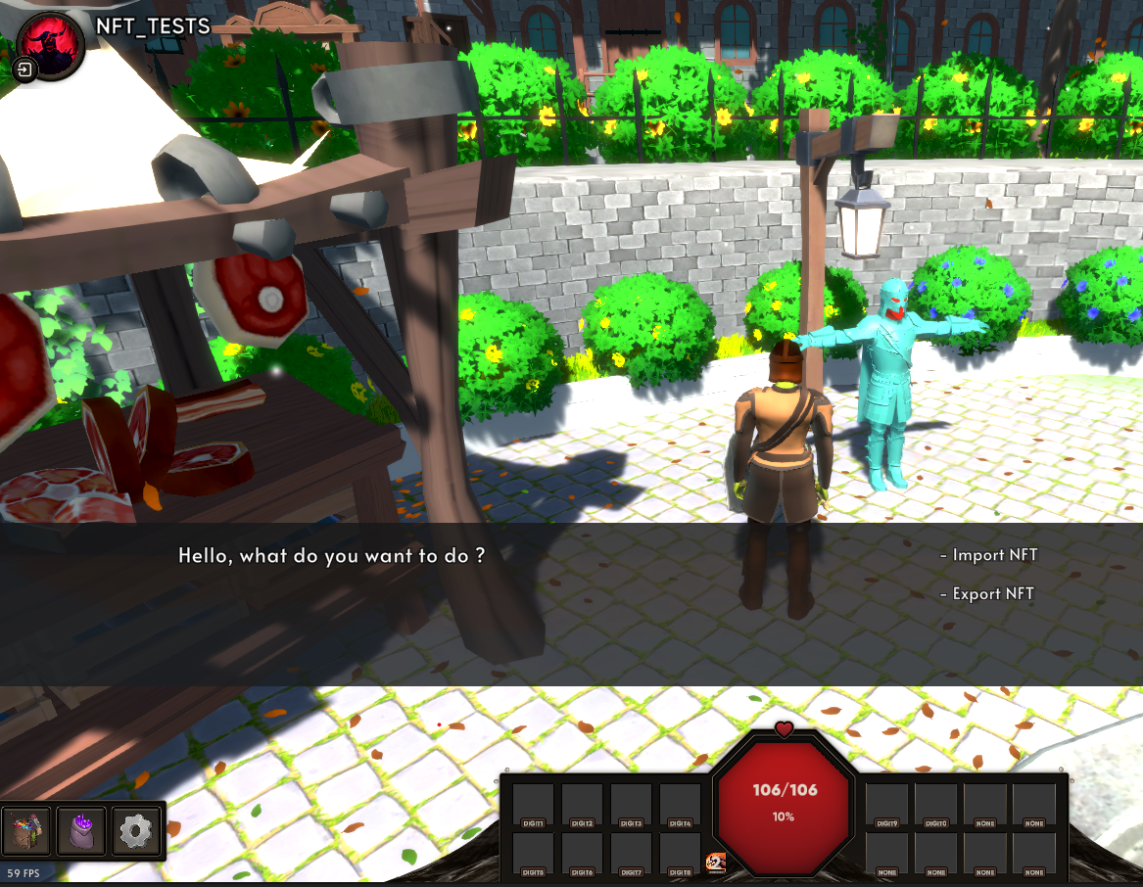 NFT_TESTS
Hello, what do you want to do ?
- Import NFT
- Export NFT
106/106
10%
DIGIT1 DIGIT2 DIGIT3 DIGIT4 DIGIT9 DIGIT0 NONE NONE
DIGIT5 DIGIT6 DIGIT7 DIGIT8 NONE NONE NONE NONE
59 FPS